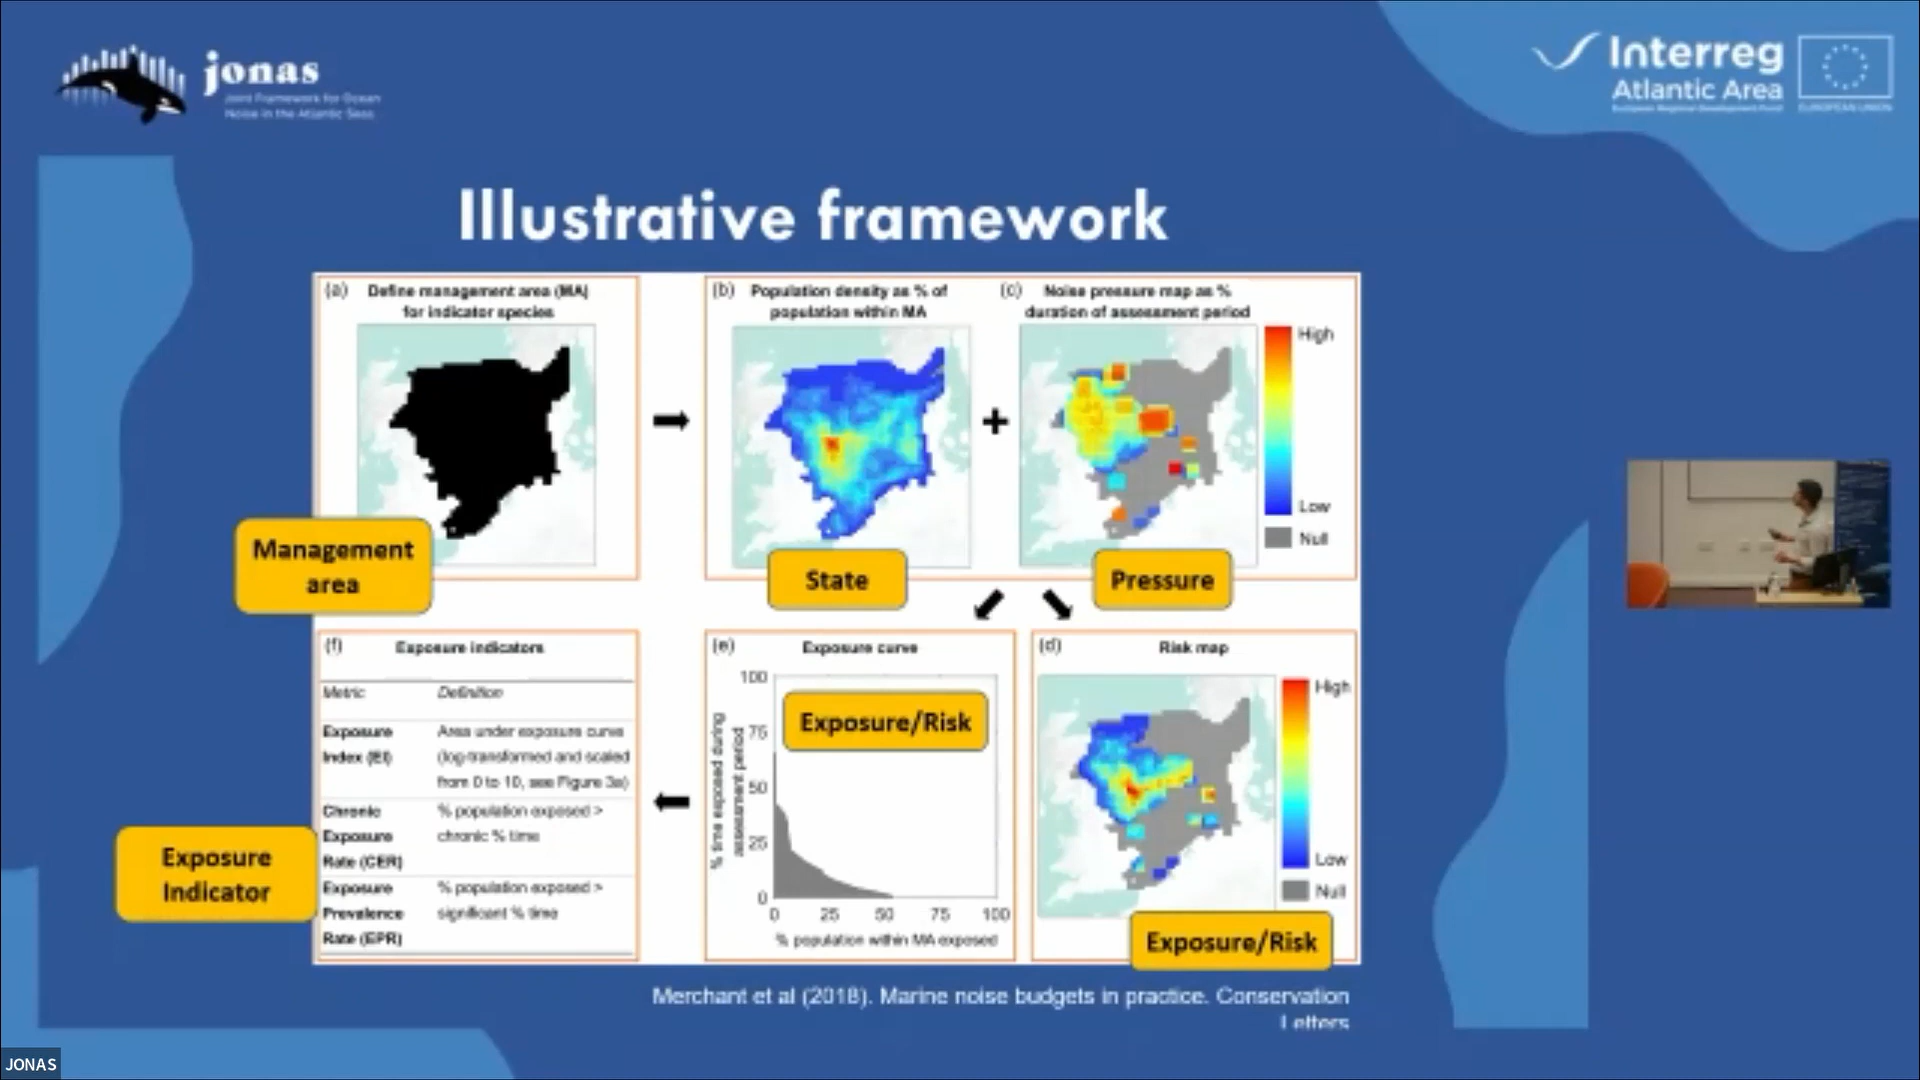 jonas
Joint Framework for Ocean
Noise in the Atlantic Seas
Interreg
Atlantic Area
European Regional Development Fund
EUROPEAN UNION
Illustrative framework
(a) Define management area (MA)
for indicator species
Management
area
(b) Population density as % of
population within MA
State
(c) Noise pressure map as %
duration of assessment period
High
Low
Null
Pressure
(f) Exposure indicators
Metric Definition
Exposure Area under exposure curve
Index (EI) (log-transformed and scaled
from 0 to 10, see Figure 3a)
Chronic % population exposed >
Exposure chronic % time
Rate (CER)
Exposure % population exposed >
Prevalence significant % time
Rate (EPR)
Exposure
Indicator
(e) Exposure curve
Exposure/Risk
% time exposed during
assessment period
100
75
50
25
0
0 25 50 75 100
% population within MA exposed
(d) Risk map
High
Low
Null
Exposure/Risk
Merchant et al (2018). Marine noise budgets in practice. Conservation
Letters
JONAS